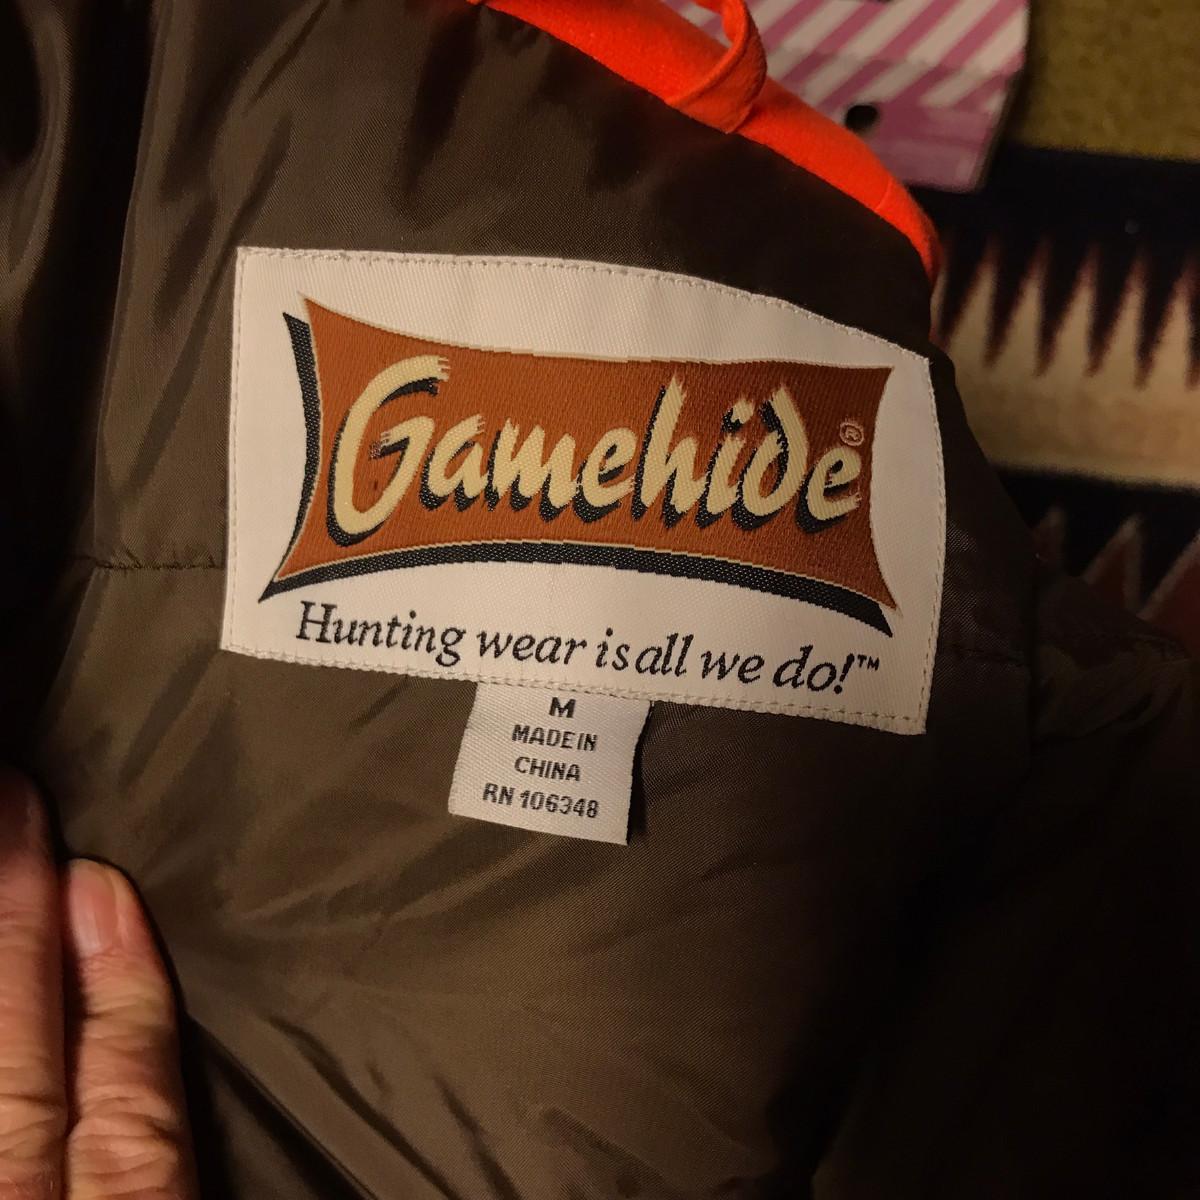 Gamehide®
Hunting wear is all we do!™
M
MADE IN
CHINA
RN 106348